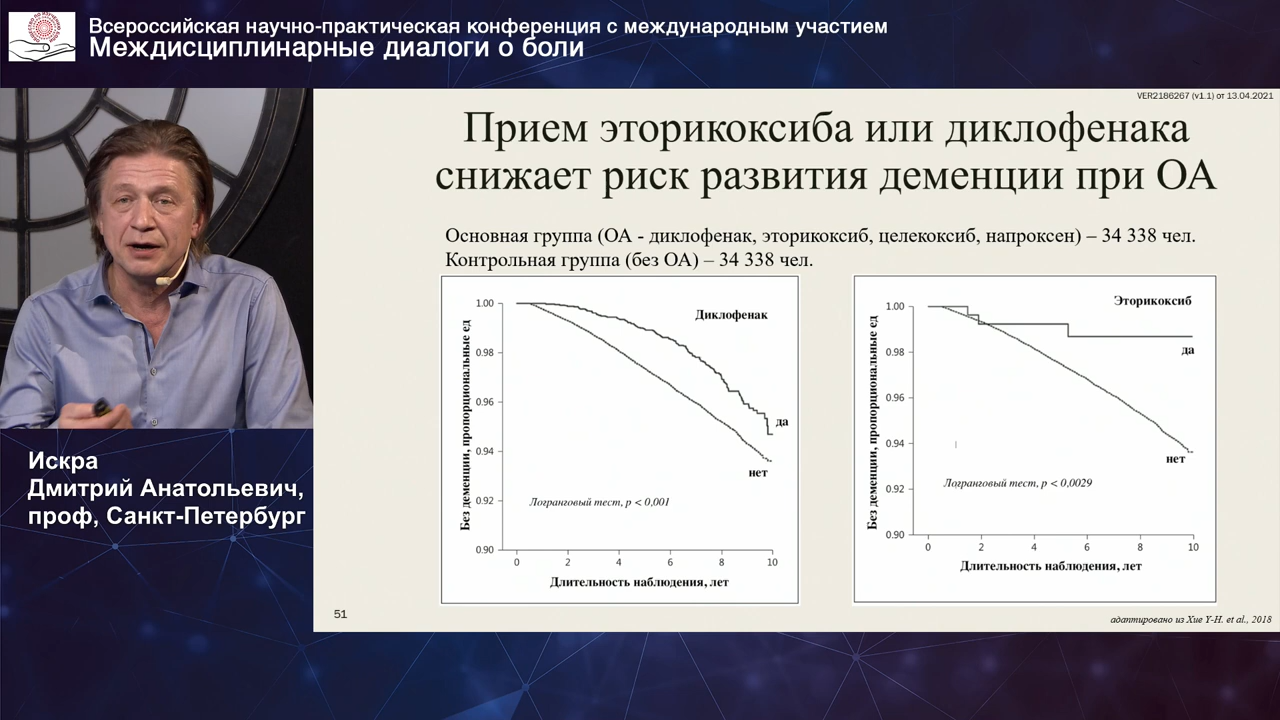 Всероссийская научно-практическая конференция с международным участием
Междисциплинарные диалоги о боли
VER2186267 (v1.1) от 13.04.2021
Прием эторикоксиба или диклофенака
снижает риск развития деменции при ОА
Основная группа (ОА - диклофенак, эторикоксиб, целекоксиб, напроксен) – 34 338 чел.
Контрольная группа (без ОА) – 34 338 чел.
Без деменции, пропорциональные ед
1.00
0.98
0.96
0.94
0.92
0.90
Диклофенак
да
нет
Логранговый тест, p < 0,001
0 2 4 6 8 10
Длительность наблюдения, лет
Без деменции, пропорциональные ед
1.00
0.98
0.96
0.94
0.92
0.90
Эторикоксиб
да
нет
Логранговый тест, p < 0,0029
0 2 4 6 8 10
Длительность наблюдения, лет
51
адаптировано из Xue Y-H. et al., 2018
Искра
Дмитрий Анатольевич,
проф, Санкт-Петербург